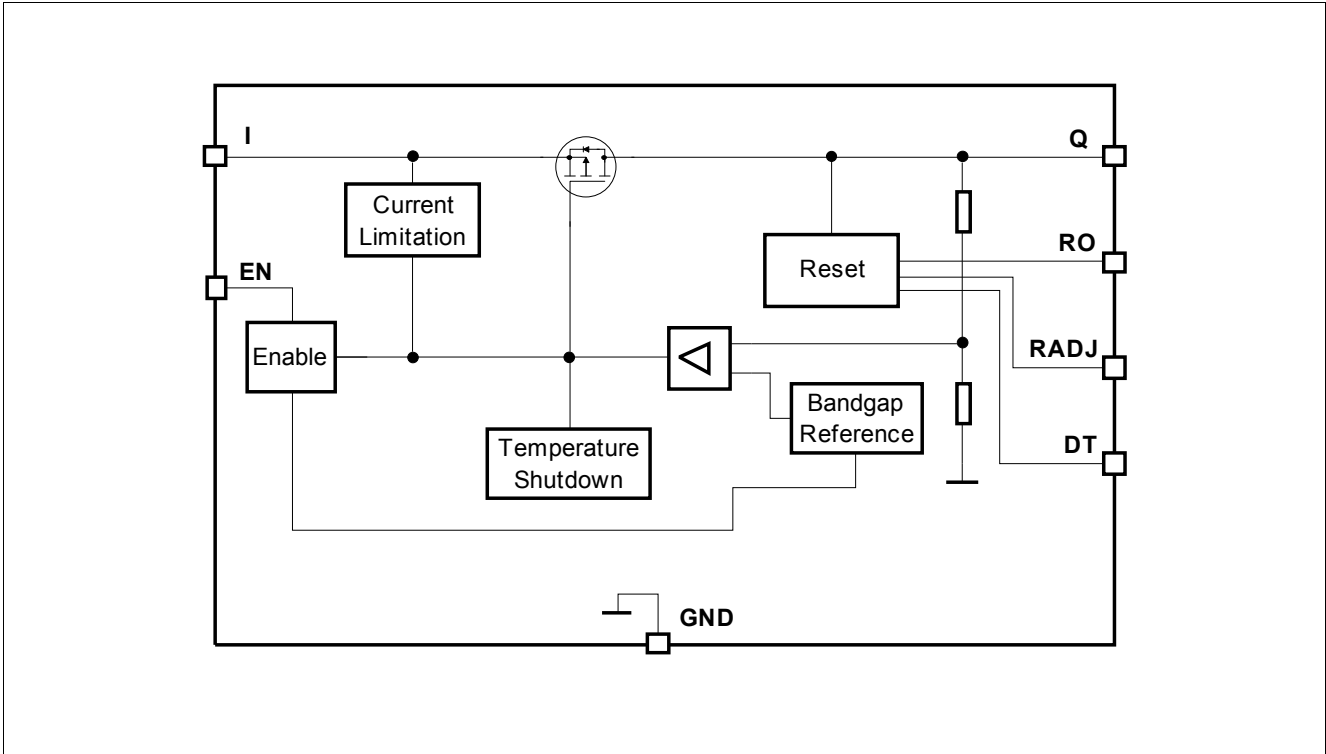 I
Q
Current
Limitation
RO
EN
Reset
Enable
RADJ
Bandgap
Reference
Temperature
Shutdown
DT
GND